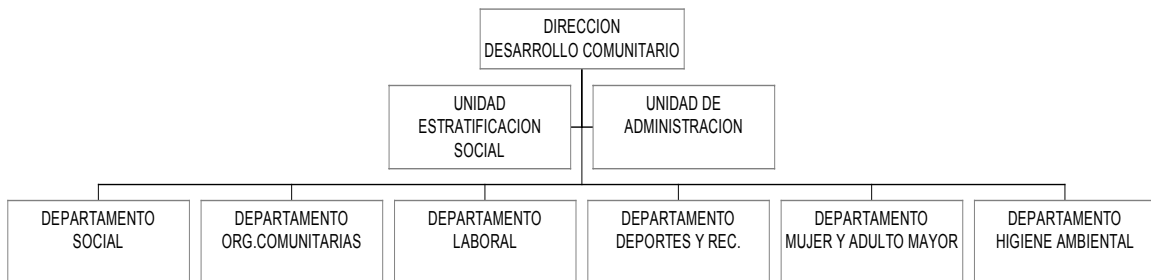 DIRECCION
DESARROLLO COMUNITARIO
UNIDAD
ESTRATIFICACION
SOCIAL
UNIDAD DE
ADMINISTRACION
DEPARTAMENTO
SOCIAL
DEPARTAMENTO
ORG.COMUNITARIAS
DEPARTAMENTO
LABORAL
DEPARTAMENTO
DEPORTES Y REC.
DEPARTAMENTO
MUJER Y ADULTO MAYOR
DEPARTAMENTO
HIGIENE AMBIENTAL